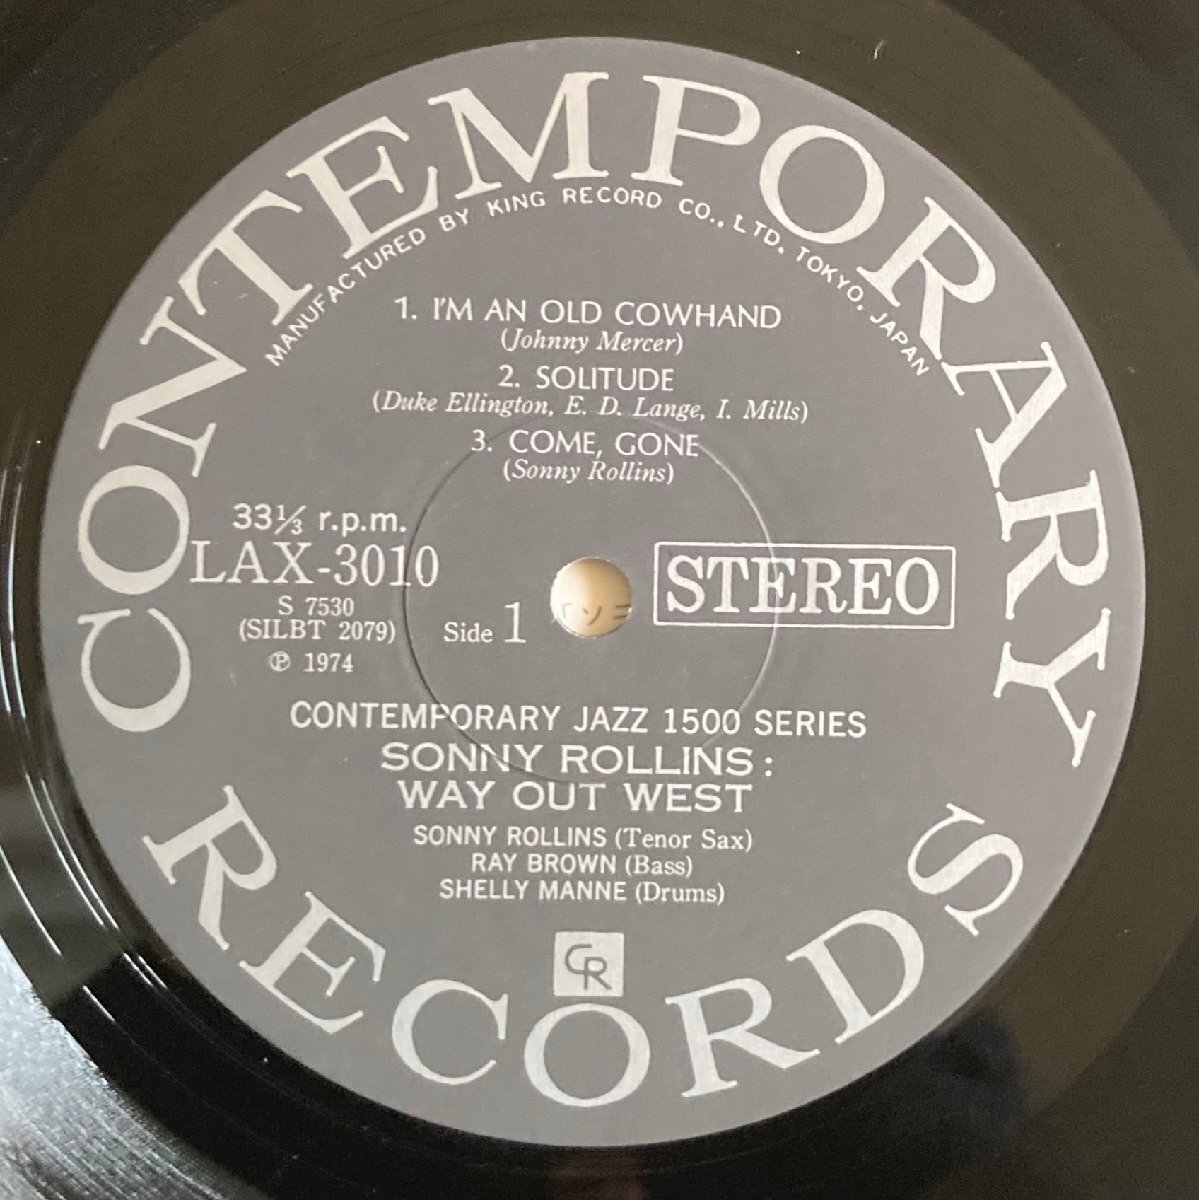 CONTEMPORARY
MANUFACTURED BY KING RECORD CO., LTD. TOKYO. JAPAN
1. I'M AN OLD COWHAND
(Johnny Mercer)
2. SOLITUDE
(Duke Ellington, E. D. Lange, I. Mills)
3. COME, GONE
(Sonny Rollins)
33⅓ r.p.m.
LAX-3010
S 7530
(SILBT 2079)
℗ 1974
Side 1
STEREO
CONTEMPORARY JAZZ 1500 SERIES
SONNY ROLLINS:
WAY OUT WEST
SONNY ROLLINS (Tenor Sax)
RAY BROWN (Bass)
SHELLY MANNE (Drums)
CR
RECORDS